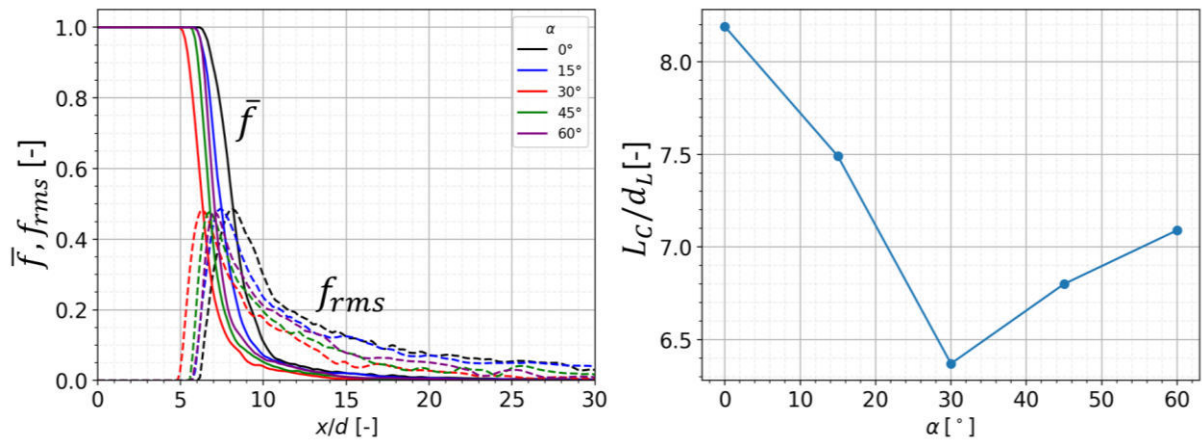 f̄, f_rms [-]
1.0
0.8
0.6
0.4
0.2
0.0
0 5 10 15 20 25 30
x/d [-]
f̄
f_rms
α
0°
15°
30°
45°
60°
L_C/d_L[-]
8.0
7.5
7.0
6.5
0 10 20 30 40 50 60
α [°]